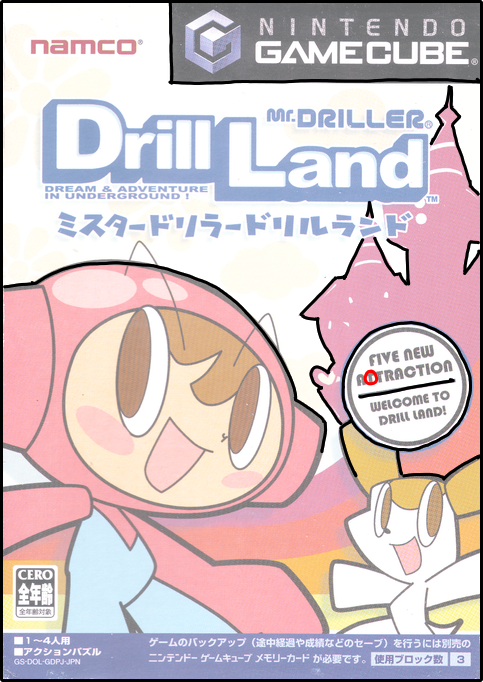 namco®
NINTENDO
GAMECUBE®
Mr.DRILLER®
Drill Land™
DREAM & ADVENTURE
IN UNDERGROUND !
ミスタードリラードリルランド
FIVE NEW
ATTRACTION
WELCOME TO
DRILL LAND!
CERO
全年齢
全年齢対象
■1〜4人用
■アクションパズル
GS-DOL-GDPJ-JPN
ゲームのバックアップ（途中経過や成績などのセーブ）を行うには別売の
ニンテンドー ゲームキューブ メモリーカード が必要です。 使用ブロック数 3